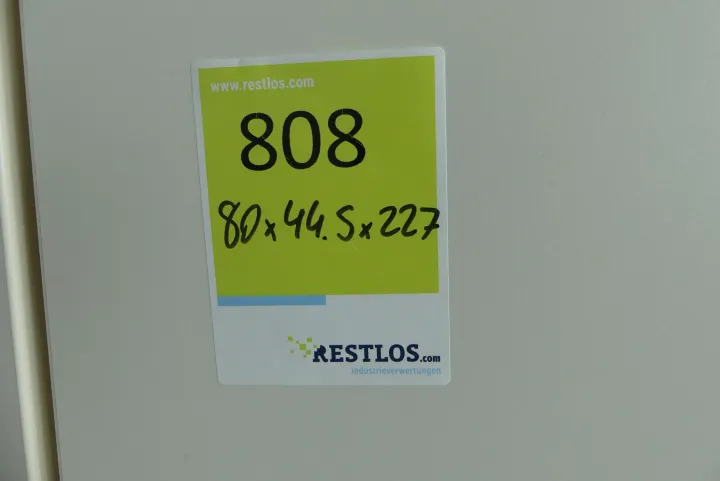 www.restlos.com
808
80x44.5x227
RESTLOS.com
industrieverwertungen